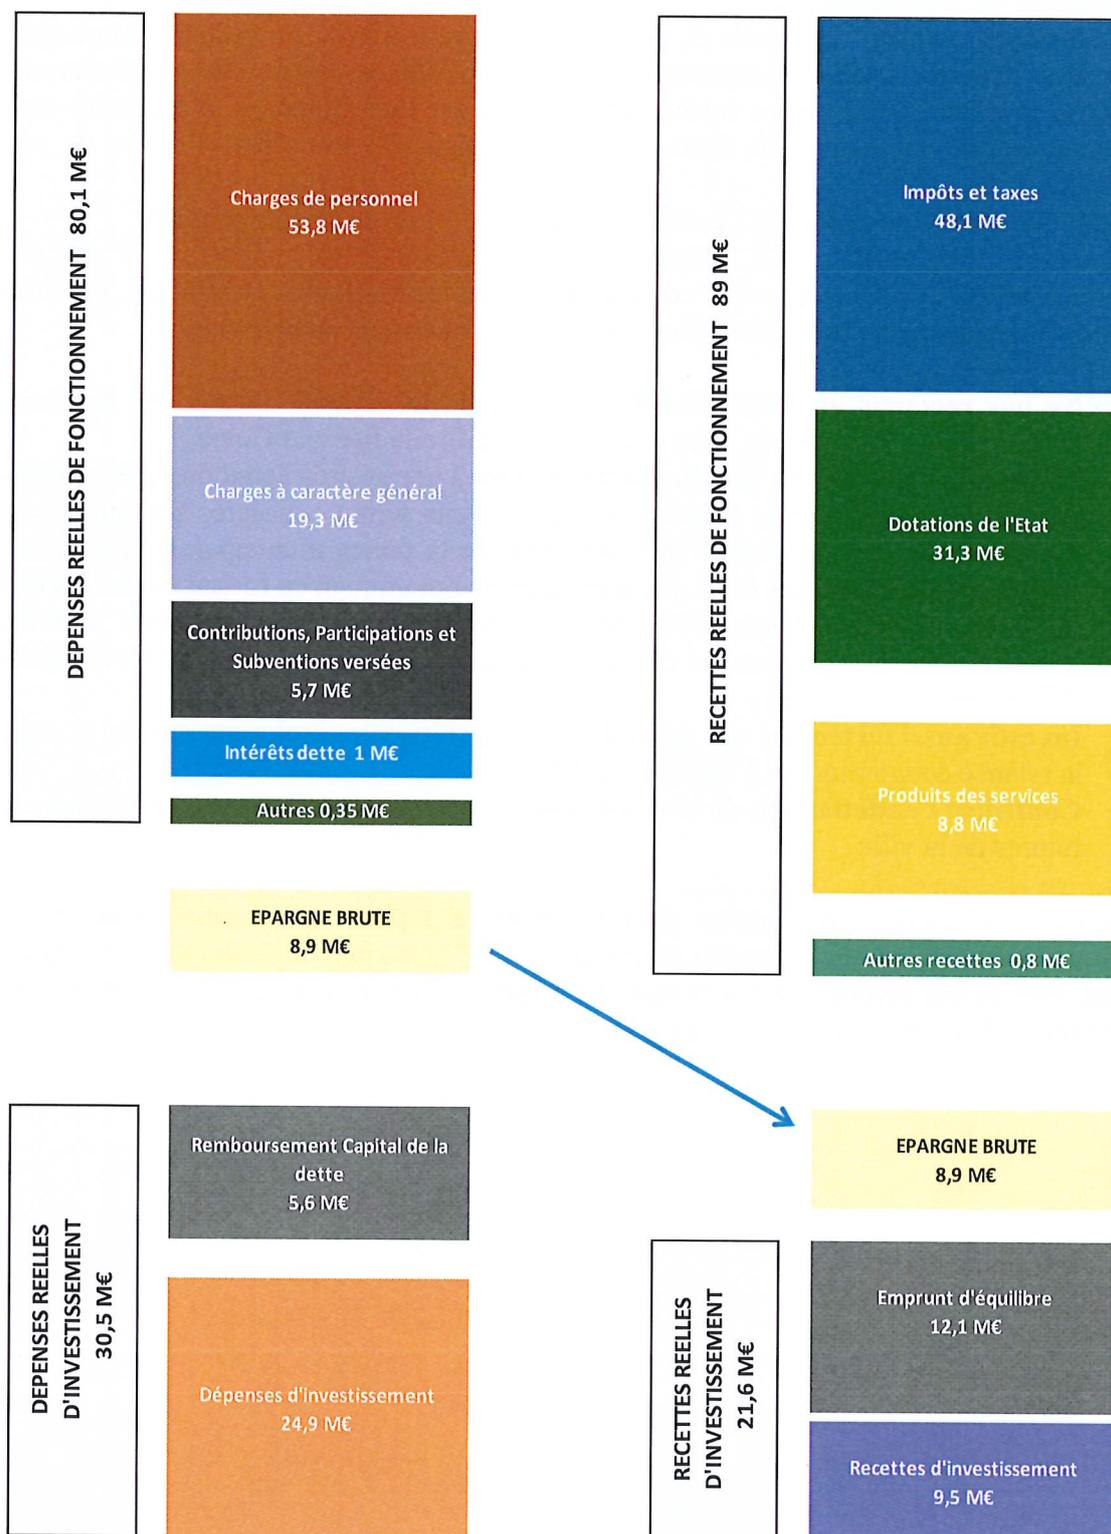 DEPENSES REELLES DE FONCTIONNEMENT 80,1 M€
Charges de personnel
53,8 M€
Charges à caractère général
19,3 M€
Contributions, Participations et
Subventions versées
5,7 M€
Intérêts dette 1 M€
Autres 0,35 M€
EPARGNE BRUTE
8,9 M€
RECETTES REELLES DE FONCTIONNEMENT 89 M€
Impôts et taxes
48,1 M€
Dotations de l'Etat
31,3 M€
Produits des services
8,8 M€
Autres recettes 0,8 M€
DEPENSES REELLES
D'INVESTISSEMENT
30,5 M€
Remboursement Capital de la
dette
5,6 M€
Dépenses d'investissement
24,9 M€
EPARGNE BRUTE
8,9 M€
RECETTES REELLES
D'INVESTISSEMENT
21,6 M€
Emprunt d'équilibre
12,1 M€
Recettes d'investissement
9,5 M€